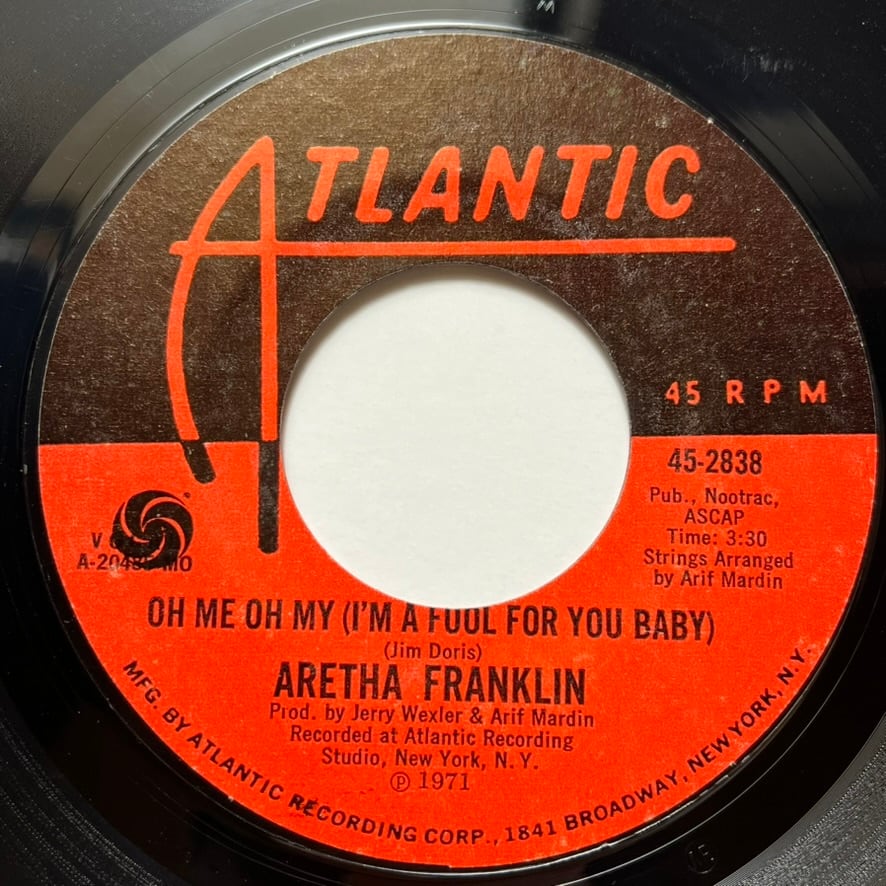 ATLANTIC
45 RPM
45-2838
Pub., Nootrac,
ASCAP
Time: 3:30
Strings Arranged
by Arif Mardin
V
MO
OH ME OH MY (I'M A FOOL FOR YOU BABY)
(Jim Doris)
ARETHA FRANKLIN
Prod. by Jerry Wexler & Arif Mardin
Recorded at Atlantic Recording
Studio, New York, N.Y.
℗ 1971
MFG. BY ATLANTIC RECORDING CORP., 1841 BROADWAY, NEW YORK, N.Y.